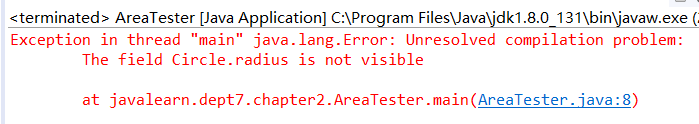 <terminated> AreaTester [Java Application] C:\Program Files\Java\jdk1.8.0_131\bin\javaw.exe (
Exception in thread "main" java.lang.Error: Unresolved compilation problem:
The field Circle.radius is not visible
at javalearn.dept7.chapter2.AreaTester.main(AreaTester.java:8)